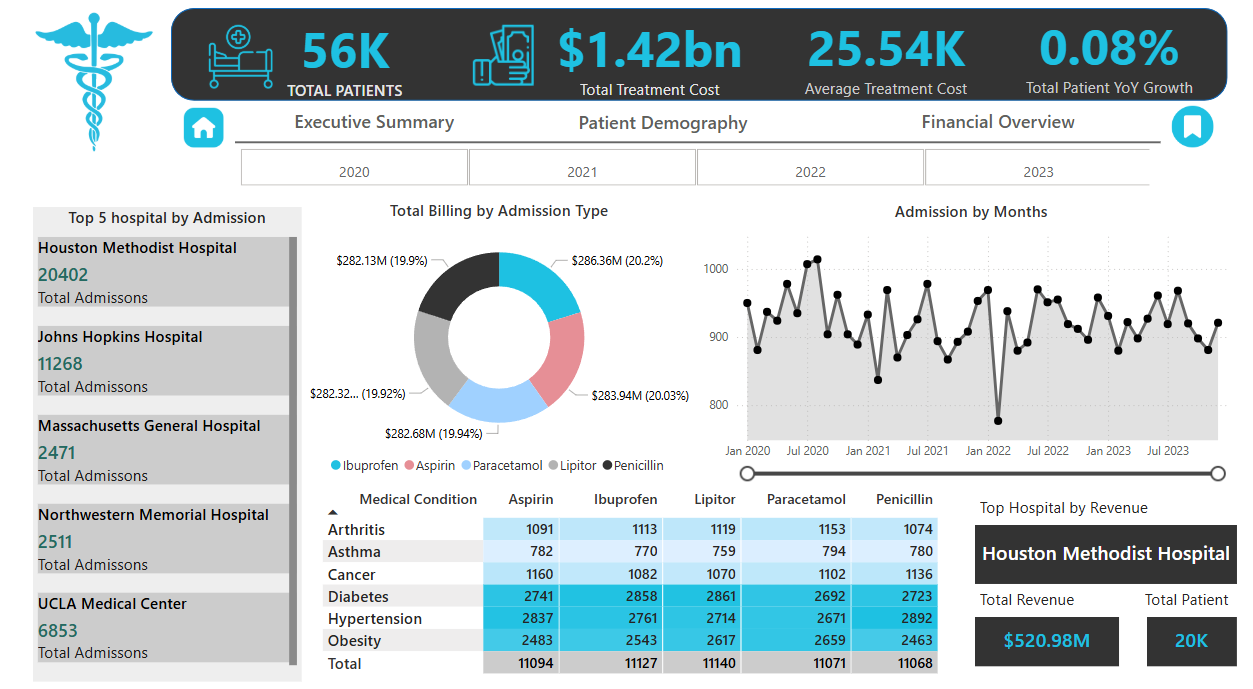 56K
TOTAL PATIENTS
$1.42bn
Total Treatment Cost
25.54K
Average Treatment Cost
0.08%
Total Patient YoY Growth
Executive Summary
Patient Demography
Financial Overview
2020
2021
2022
2023
Top 5 hospital by Admission
Houston Methodist Hospital
20402
Total Admissons
Johns Hopkins Hospital
11268
Total Admissons
Massachusetts General Hospital
2471
Total Admissons
Northwestern Memorial Hospital
2511
Total Admissons
UCLA Medical Center
6853
Total Admissons
Total Billing by Admission Type
$282.13M (19.9%)
$286.36M (20.2%)
$282.32... (19.92%)
$283.94M (20.03%)
$282.68M (19.94%)
Ibuprofen Aspirin Paracetamol Lipitor Penicillin
Admission by Months
1000
900
800
Jan 2020 Jul 2020 Jan 2021 Jul 2021 Jan 2022 Jul 2022 Jan 2023 Jul 2023
Medical Condition Aspirin Ibuprofen Lipitor Paracetamol Penicillin
Arthritis 1091 1113 1119 1153 1074
Asthma 782 770 759 794 780
Cancer 1160 1082 1070 1102 1136
Diabetes 2741 2858 2861 2692 2723
Hypertension 2837 2761 2714 2671 2892
Obesity 2483 2543 2617 2659 2463
Total 11094 11127 11140 11071 11068
Top Hospital by Revenue
Houston Methodist Hospital
Total Revenue
$520.98M
Total Patient
20K